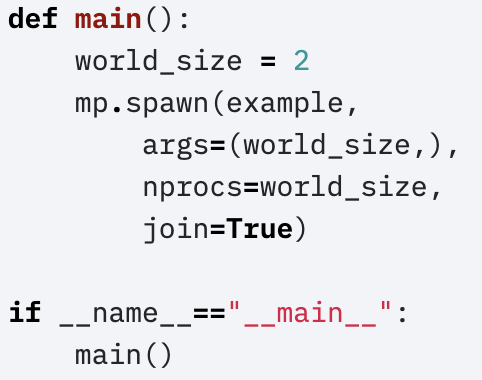 def main():
    world_size = 2
    mp.spawn(example,
        args=(world_size,),
        nprocs=world_size,
        join=True)

if __name__=="__main__":
    main()